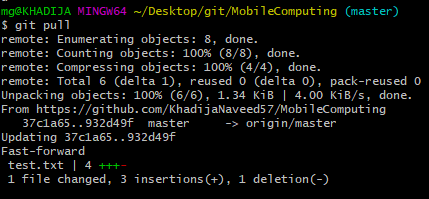 mg@KHADIJA MINGW64 ~/Desktop/git/MobileComputing (master)
$ git pull
remote: Enumerating objects: 8, done.
remote: Counting objects: 100% (8/8), done.
remote: Compressing objects: 100% (4/4), done.
remote: Total 6 (delta 1), reused 0 (delta 0), pack-reused 0
Unpacking objects: 100% (6/6), 1.34 KiB | 4.00 KiB/s, done.
From https://github.com/KhadijaNaveed57/MobileComputing
   37c1a65..932d49f  master     -> origin/master
Updating 37c1a65..932d49f
Fast-forward
 test.txt | 4 +++-
 1 file changed, 3 insertions(+), 1 deletion(-)